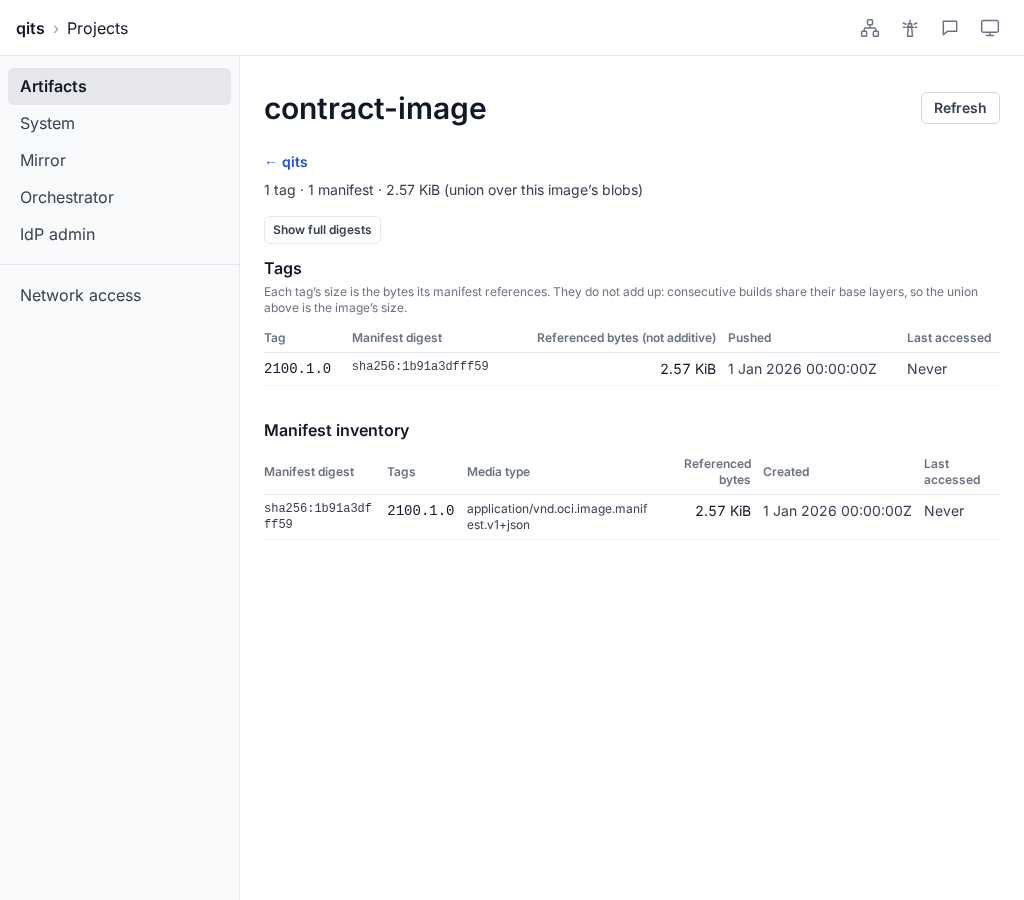 qits › Projects
Artifacts
System
Mirror
Orchestrator
IdP admin
Network access
contract-image
Refresh
← qits
1 tag · 1 manifest · 2.57 KiB (union over this image’s blobs)
Show full digests
Tags
Each tag’s size is the bytes its manifest references. They do not add up: consecutive builds share their base layers, so the union
above is the image’s size.
Tag Manifest digest Referenced bytes (not additive) Pushed Last accessed
2100.1.0 sha256:1b91a3dfff59 2.57 KiB 1 Jan 2026 00:00:00Z Never
Manifest inventory
Manifest digest Tags Media type Referenced bytes Created Last accessed
sha256:1b91a3df 2100.1.0 application/vnd.oci.image.manif 2.57 KiB 1 Jan 2026 00:00:00Z Never
ff59 est.v1+json